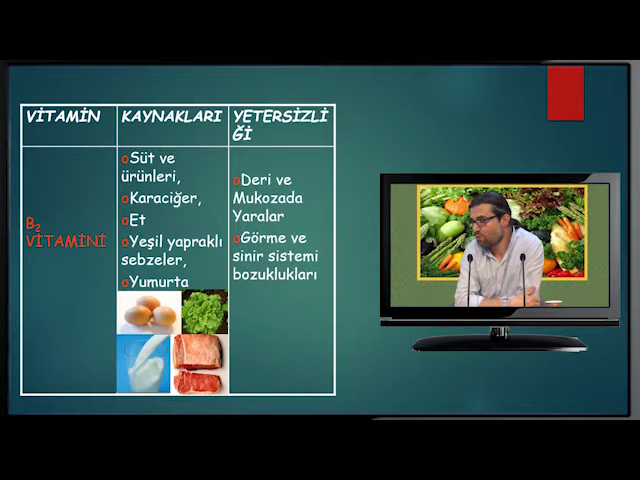 VİTAMİN
KAYNAKLARI
YETERSİZLİ
Ğİ
B2
VİTAMİNİ
oSüt ve
ürünleri,
oKaraciğer,
oEt
oYeşil yapraklı
sebzeler,
oYumurta
oDeri ve
Mukozada
Yaralar
oGörme ve
sinir sistemi
bozuklukları